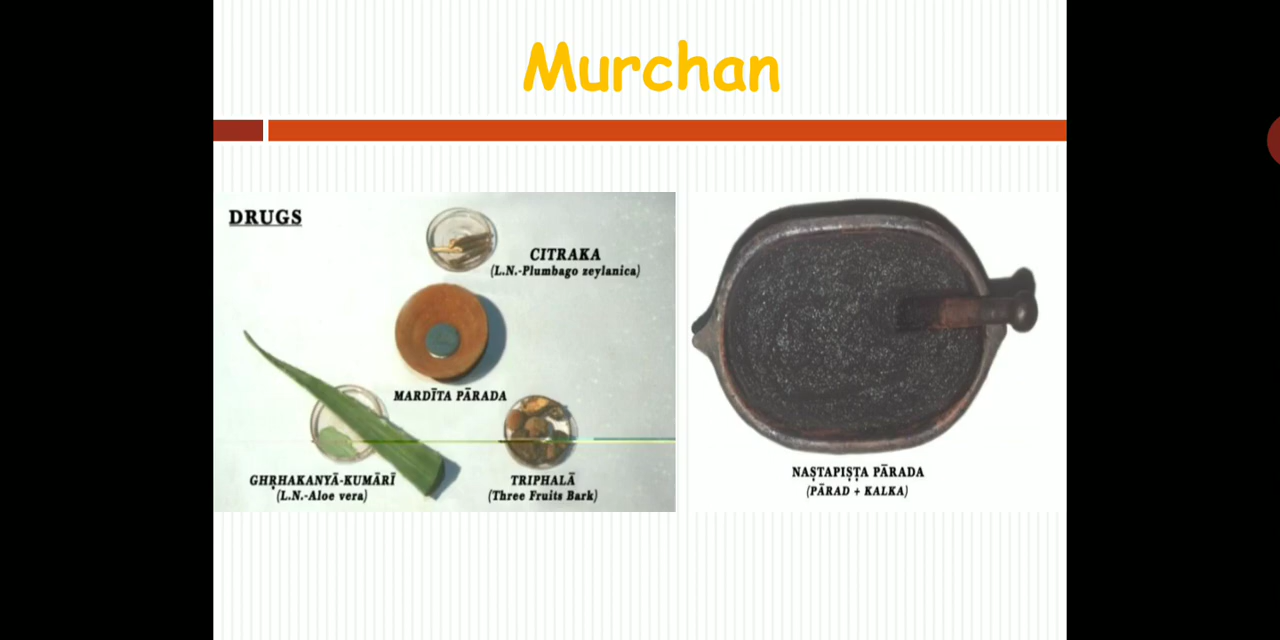 Murchan
DRUGS
CITRAKA
(L.N.-Plumbago zeylanica)
MARDĪTA PĀRADA
GHṚHAKANYĀ-KUMĀRĪ
(L.N.-Aloe vera)
TRIPHALĀ
(Three Fruits Bark)
NAṢṬAPIṢṬA PĀRADA
(PĀRAD + KALKA)